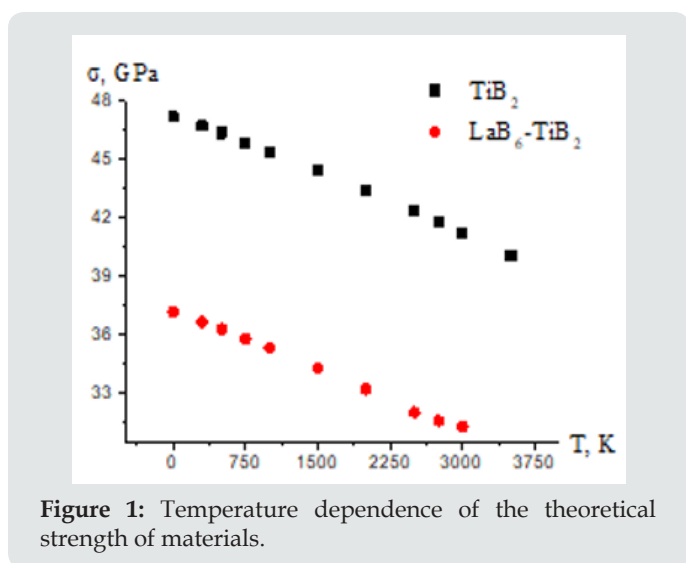 σ, GPa
TiB₂
LaB₆-TiB₂
48
45
42
39
36
33
0 750 1500 2250 3000 3750
T, K
Figure 1: Temperature dependence of the theoretical
strength of materials.